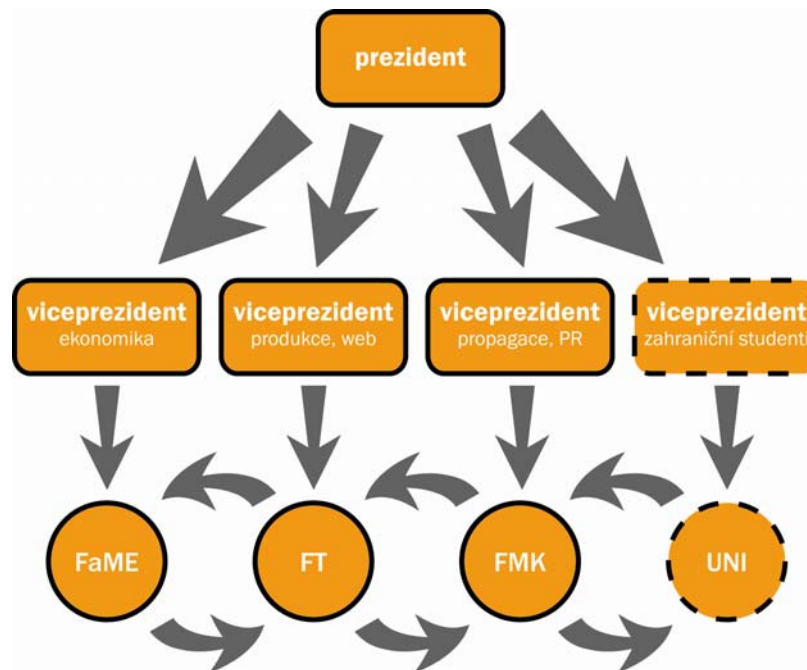 prezident
viceprezident
ekonomika
viceprezident
produkce, web
viceprezident
propagace, PR
viceprezident
zahraniční studenti
FaME
FT
FMK
UNI